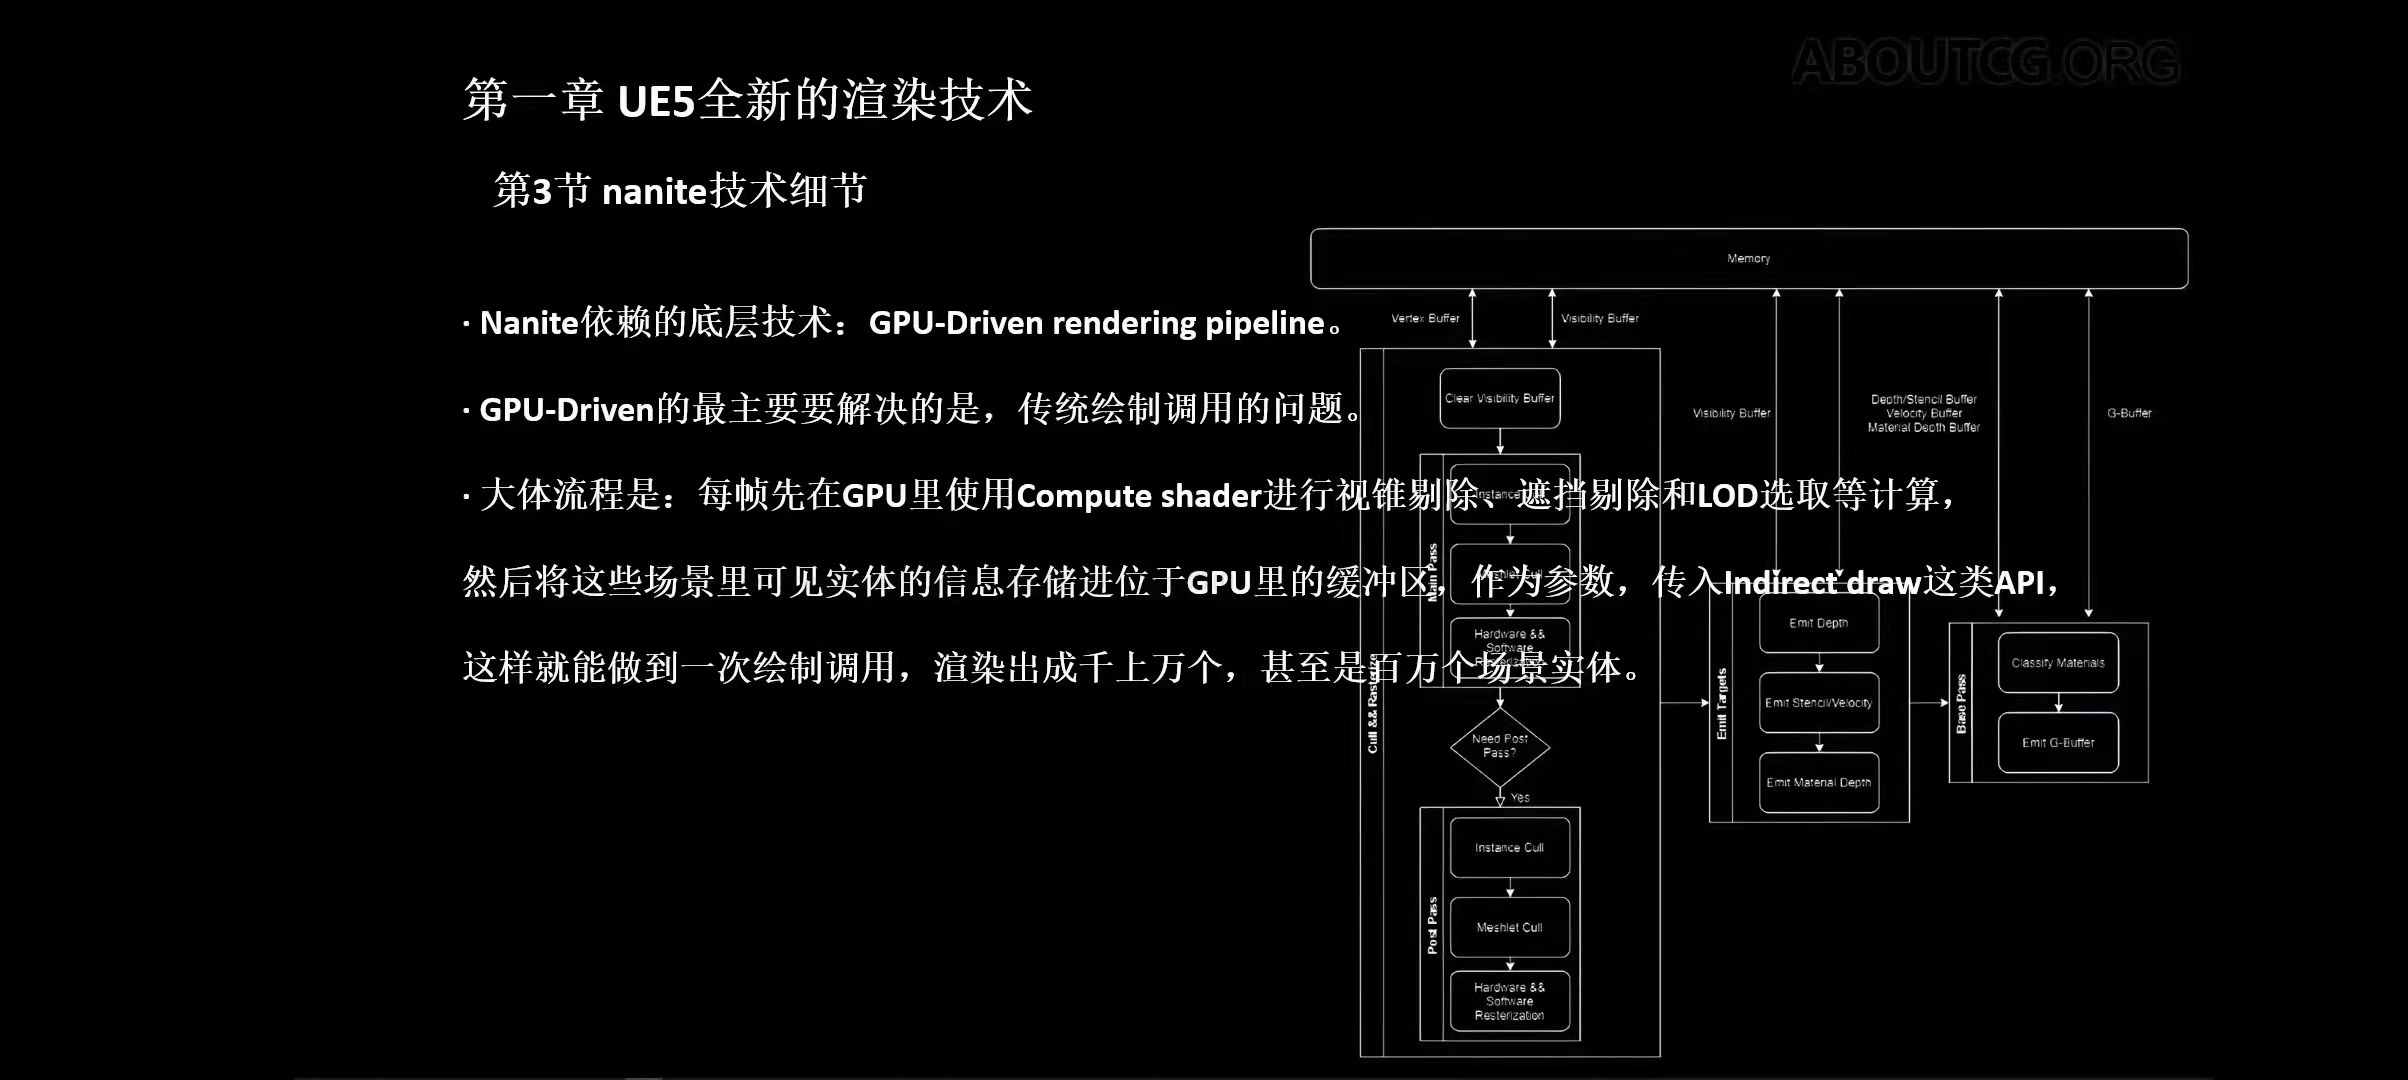 ABOUTCG.ORG
第一章 UE5全新的渲染技术
第3节 nanite技术细节
· Nanite依赖的底层技术：GPU-Driven rendering pipeline。
· GPU-Driven的最主要要解决的是，传统绘制调用的问题。
· 大体流程是：每帧先在GPU里使用Compute shader进行视锥剔除、遮挡剔除和LOD选取等计算，
然后将这些场景里可见实体的信息存储进位于GPU里的缓冲区，作为参数，传入Indirect draw这类API，
这样就能做到一次绘制调用，渲染出成千上万个，甚至是百万个场景实体。
Memory
Vertex Buffer
Visibility Buffer
Visibility Buffer
Depth/Stencil Buffer
Velocity Buffer
Material Depth Buffer
G-Buffer
Cull && Rasterize
Clear Visibility Buffer
Main Pass
Instance
Cull
Hardware &&
Software
Need Post
Pass?
Yes
Post Pass
Instance Cull
Meshlet Cull
Hardware &&
Software
Resterization
Emit Targets
Emit Depth
Emit Stencil/Velocity
Emit Material Depth
Base Pass
Classify Materials
Emit G-Buffer